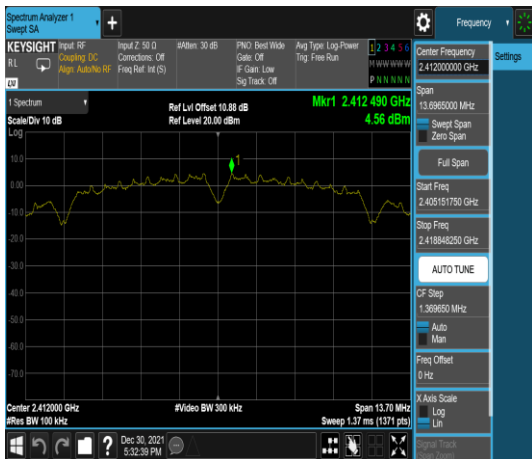 Spectrum Analyzer 1
Swept SA
Frequency
KEYSIGHT
RL
Input: RF
Coupling: DC
Align: Auto/No RF
Input Z: 50 Ω
Corrections: Off
Freq Ref: Int (S)
#Atten: 30 dB
PNO: Best Wide
Gate: Off
IF Gain: Low
Sig Track: Off
Avg Type: Log-Power
Trig: Free Run
1 2 3 4 5 6
M W W W W W
P N N N N N
1 Spectrum
Scale/Div 10 dB
Ref Lvl Offset 10.88 dB
Ref Level 20.00 dBm
Mkr1 2.412 490 GHz
4.56 dBm
Log
10.0
0.00
-10.0
-20.0
-30.0
-40.0
-50.0
-60.0
-70.0
1
Center 2.412000 GHz
#Res BW 100 kHz
#Video BW 300 kHz
Span 13.70 MHz
Sweep 1.37 ms (1371 pts)
Dec 30, 2021
5:32:39 PM
Center Frequency
2.412000000 GHz
Settings
Span
13.6965000 MHz
Swept Span
Zero Span
Full Span
Start Freq
2.405151750 GHz
Stop Freq
2.418848250 GHz
AUTO TUNE
CF Step
1.369650 MHz
Auto
Man
Freq Offset
0 Hz
X Axis Scale
Log
Lin
Signal Track
(Span Zoom)